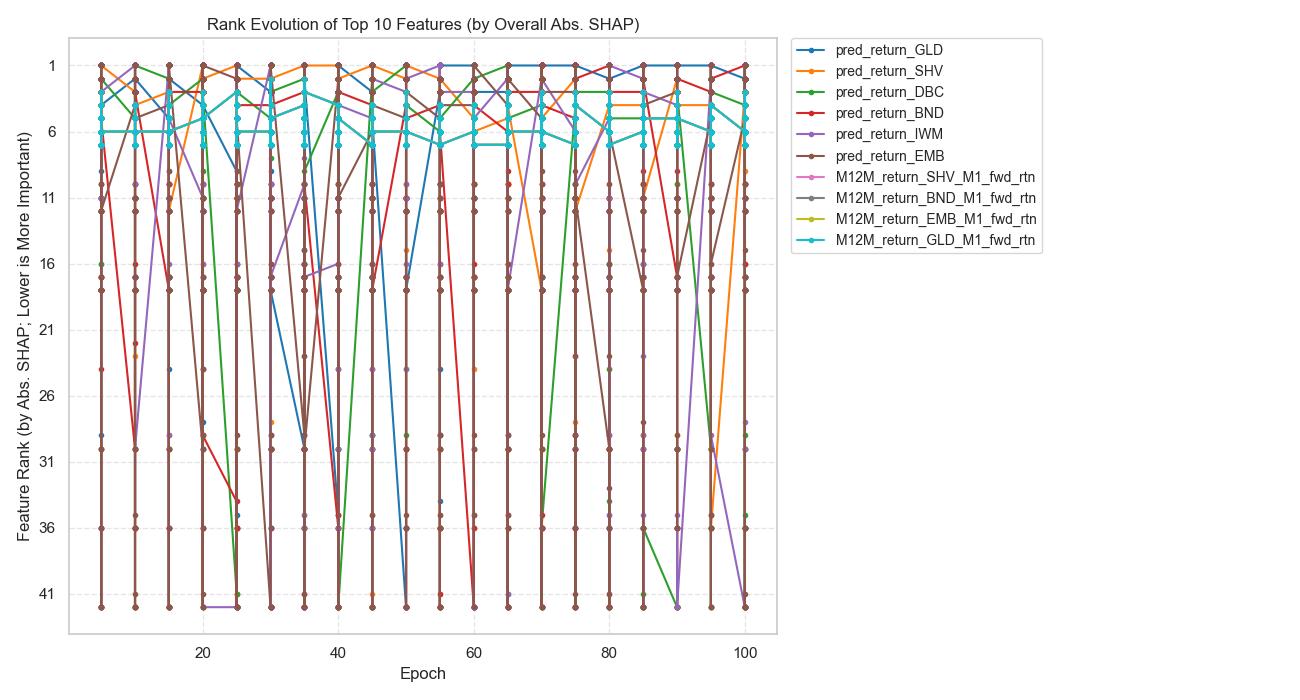 Rank Evolution of Top 10 Features (by Overall Abs. SHAP)
Feature Rank (by Abs. SHAP; Lower is More Important)
1
6
11
16
21
26
31
36
41
20
40
60
80
100
Epoch
pred_return_GLD
pred_return_SHV
pred_return_DBC
pred_return_BND
pred_return_IWM
pred_return_EMB
M12M_return_SHV_M1_fwd_rtn
M12M_return_BND_M1_fwd_rtn
M12M_return_EMB_M1_fwd_rtn
M12M_return_GLD_M1_fwd_rtn